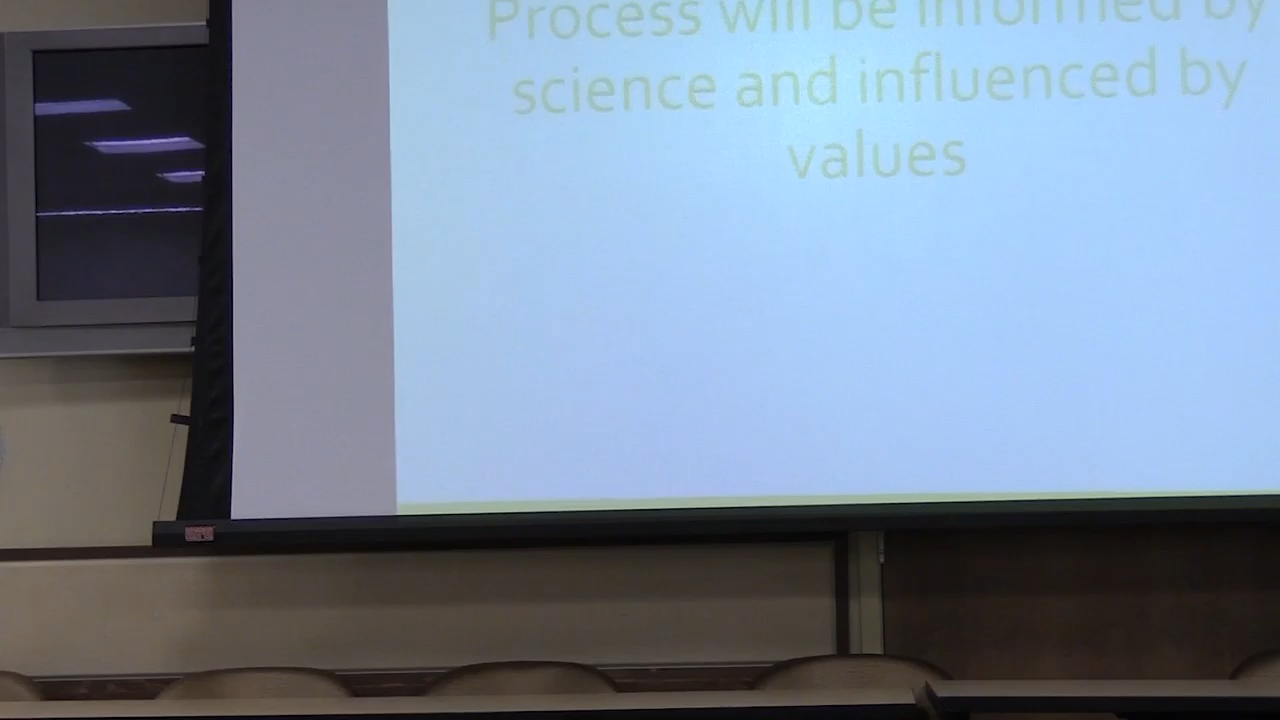 Process will be informed by
science and influenced by
values